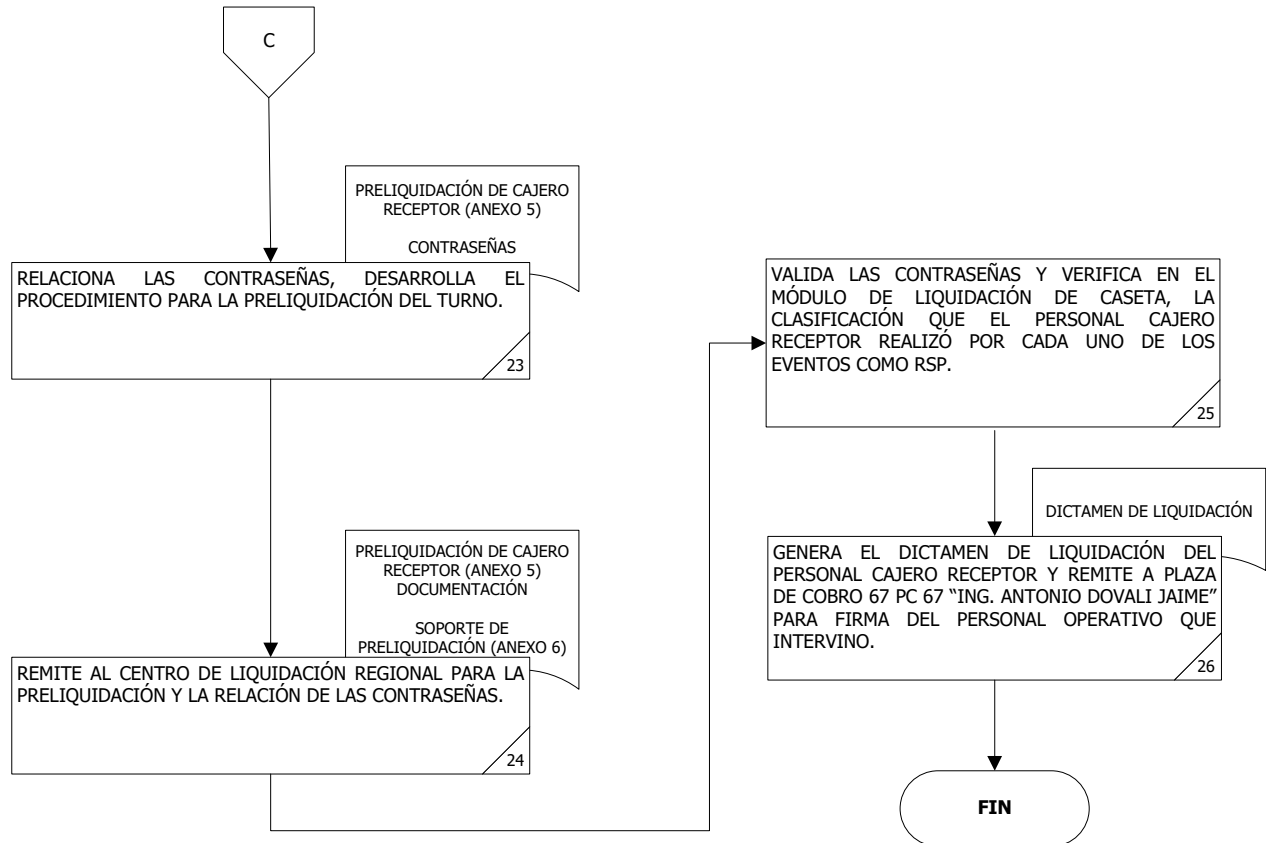 C
PRELIQUIDACIÓN DE CAJERO
RECEPTOR (ANEXO 5)
CONTRASEÑAS
RELACIONA LAS CONTRASEÑAS, DESARROLLA EL
PROCEDIMIENTO PARA LA PRELIQUIDACIÓN DEL TURNO.
23
PRELIQUIDACIÓN DE CAJERO
RECEPTOR (ANEXO 5)
DOCUMENTACIÓN
SOPORTE DE
PRELIQUIDACIÓN (ANEXO 6)
REMITE AL CENTRO DE LIQUIDACIÓN REGIONAL PARA LA
PRELIQUIDACIÓN Y LA RELACIÓN DE LAS CONTRASEÑAS.
24
VALIDA LAS CONTRASEÑAS Y VERIFICA EN EL
MÓDULO DE LIQUIDACIÓN DE CASETA, LA
CLASIFICACIÓN QUE EL PERSONAL CAJERO
RECEPTOR REALIZÓ POR CADA UNO DE LOS
EVENTOS COMO RSP.
25
DICTAMEN DE LIQUIDACIÓN
GENERA EL DICTAMEN DE LIQUIDACIÓN DEL
PERSONAL CAJERO RECEPTOR Y REMITE A PLAZA
DE COBRO 67 PC 67 “ING. ANTONIO DOVALI JAIME”
PARA FIRMA DEL PERSONAL OPERATIVO QUE
INTERVINO.
26
FIN